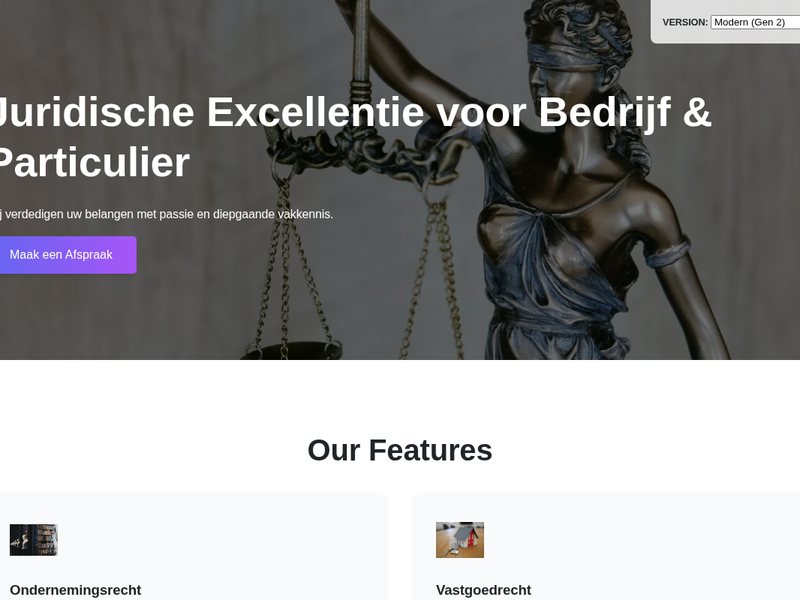 VERSION: Modern (Gen 2)
Juridische Excellentie voor Bedrijf &
Particulier
j verdedigen uw belangen met passie en diepgaande vakkennis.
Maak een Afspraak
Our Features
Ondernemingsrecht
Vastgoedrecht